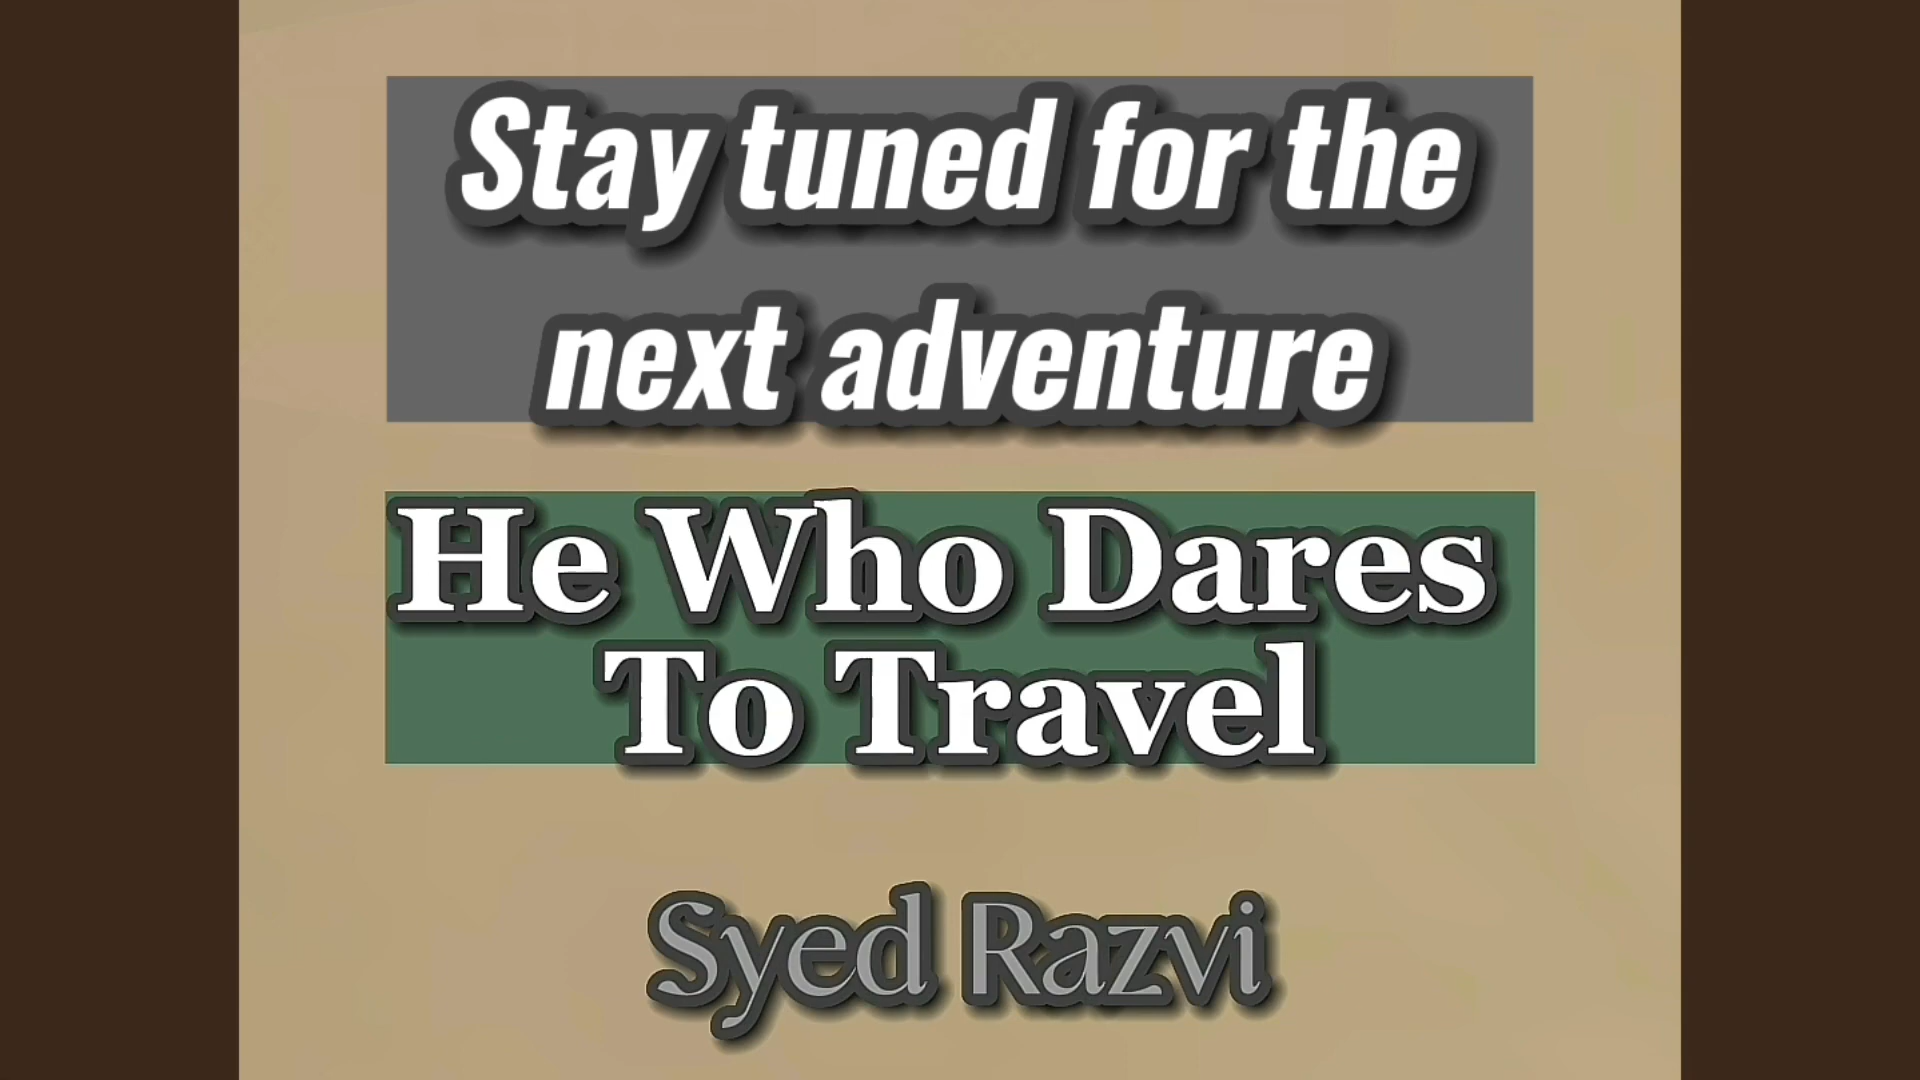 Stay tuned for the
next adventure
He Who Dares
To Travel
Syed Razvi